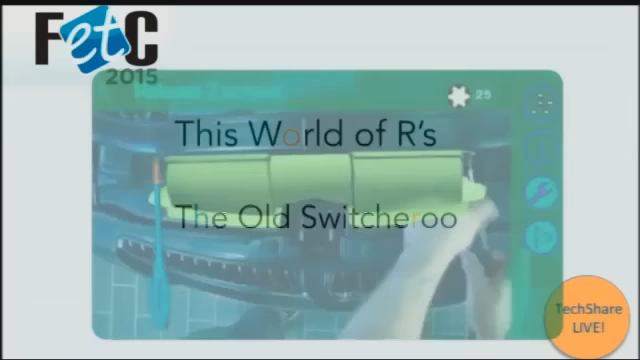 FetC
2015
25
This World of R's
The Old Switcheroo
TechShare
LIVE!